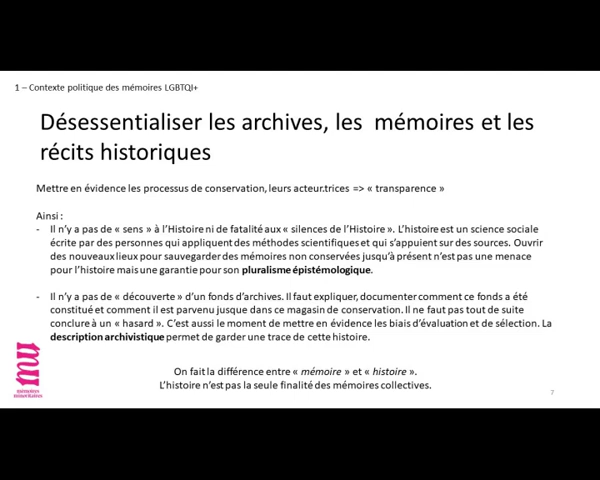 1 – Contexte politique des mémoires LGBTQI+
Désessentialiser les archives, les mémoires et les
récits historiques
Mettre en évidence les processus de conservation, leurs acteur.trices => « transparence »
Ainsi :
- Il n'y a pas de « sens » à l'Histoire ni de fatalité aux « silences de l'Histoire ». L'histoire est un science sociale
écrite par des personnes qui appliquent des méthodes scientifiques et qui s'appuient sur des sources. Ouvrir
des nouveaux lieux pour sauvegarder des mémoires non conservées jusqu'à présent n'est pas une menace
pour l'histoire mais une garantie pour son pluralisme épistémologique.
- Il n'y a pas de « découverte » d'un fonds d'archives. Il faut expliquer, documenter comment ce fonds a été
constitué et comment il est parvenu jusque dans ce magasin de conservation. Il ne faut pas tout de suite
conclure à un « hasard ». C'est aussi le moment de mettre en évidence les biais d'évaluation et de sélection. La
description archivistique permet de garder une trace de cette histoire.
On fait la différence entre « mémoire » et « histoire ».
L'histoire n'est pas la seule finalité des mémoires collectives.
mu
mémoires
minoritaires
7